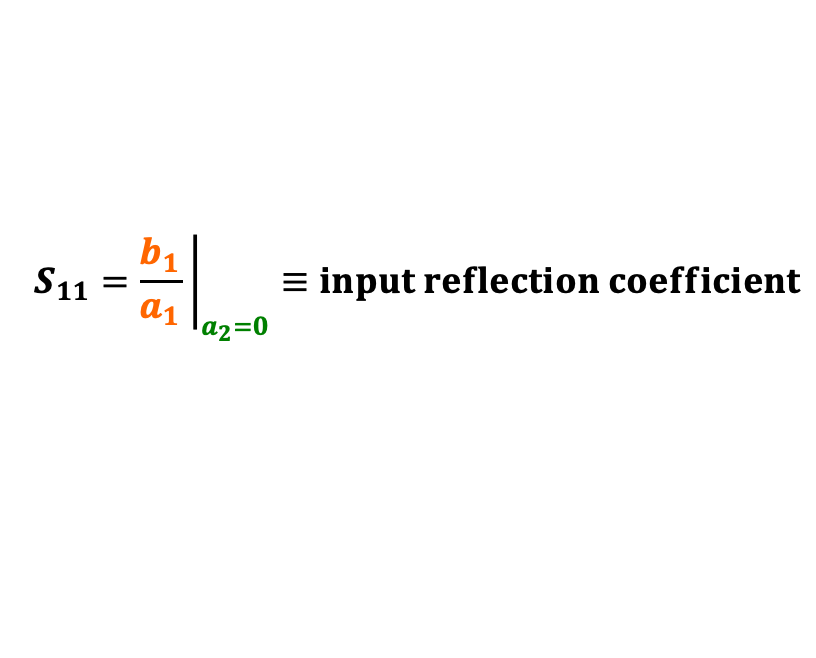 S₁₁ = b₁/a₁ |ₐ₂₌₀ ≡ input reflection coefficient